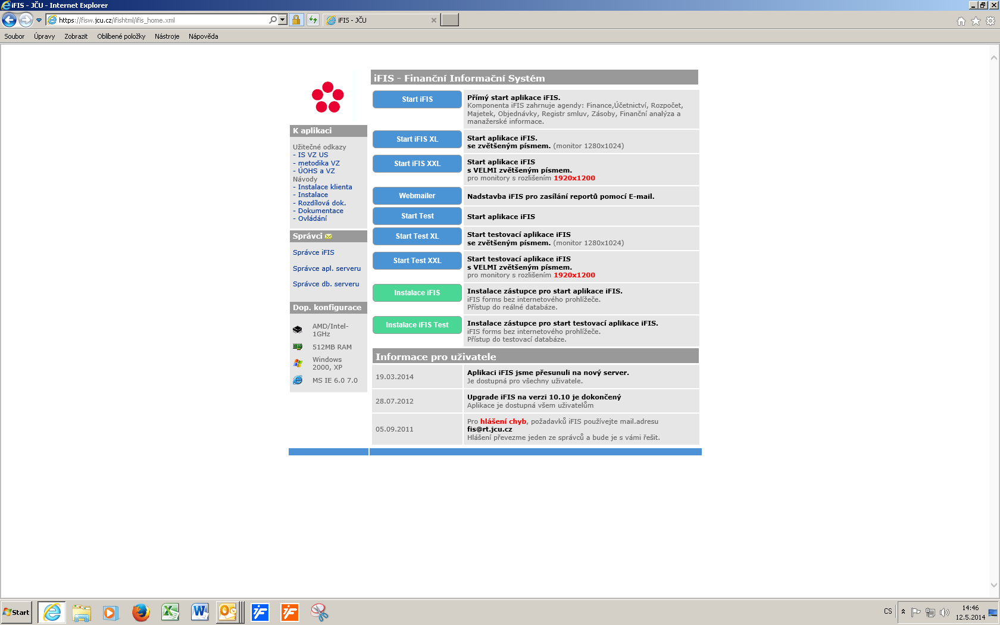 iFIS - JČU - Internet Explorer
https://fisw.jcu.cz/ifishtml/ifis_home.xml
iFIS - JČU
Soubor Úpravy Zobrazit Oblíbené položky Nástroje Nápověda
iFIS - Finanční Informační Systém
Start iFIS
Přímý start aplikace iFIS.
Komponenta iFIS zahrnuje agendy: Finance,Účetnictví, Rozpočet,
Majetek, Objednávky, Registr smluv, Zásoby, Finanční analýza a
manažerské informace.
Start iFIS XL
Start aplikace iFIS.
se zvětšeným písmem. (monitor 1280x1024)
Start iFIS XXL
Start aplikace iFIS
s VELMI zvětšeným písmem.
pro monitory s rozlišením 1920x1200
Webmailer
Nadstavba iFIS pro zasílání reportů pomocí E-mail.
Start Test
Start aplikace iFIS
Start Test XL
Start testovací aplikace iFIS
se zvětšeným písmem. (monitor 1280x1024)
Start Test XXL
Start testovací aplikace iFIS
s VELMI zvětšeným písmem.
pro monitory s rozlišením 1920x1200
Instalace iFIS
Instalace zástupce pro start aplikace iFIS.
iFIS forms bez internetového prohlížeče.
Přístup do reálné databáze.
Instalace iFIS Test
Instalace zástupce pro start testovací aplikace iFIS.
iFIS forms bez internetového prohlížeče.
Přístup do testovací databáze.
Informace pro uživatele
19.03.2014
Aplikaci iFIS jsme přesunuli na nový server.
Je dostupná pro všechny uživatele.
28.07.2012
Upgrade iFIS na verzi 10.10 je dokončený
Aplikace je dostupná všem uživatelům
05.09.2011
Pro hlášení chyb, požadavků iFIS používejte mail.adresu
fis@rt.jcu.cz
Hlášení převezme jeden ze správců a bude je s vámi řešit.
K aplikaci
Užitečné odkazy
- IS VZ US
- metodika VZ
- ÚOHS a VZ
Návody
- Instalace klienta
- Instalace
- Rozdílová dok.
- Dokumentace
- Ovládání
Správci
Správce iFIS
Správce apl. serveru
Správce db. serveru
Dop. konfigurace
AMD/Intel-
1GHz
512MB RAM
Windows
2000, XP
MS IE 6.0 7.0
Start
CS
14:46
12.5.2014